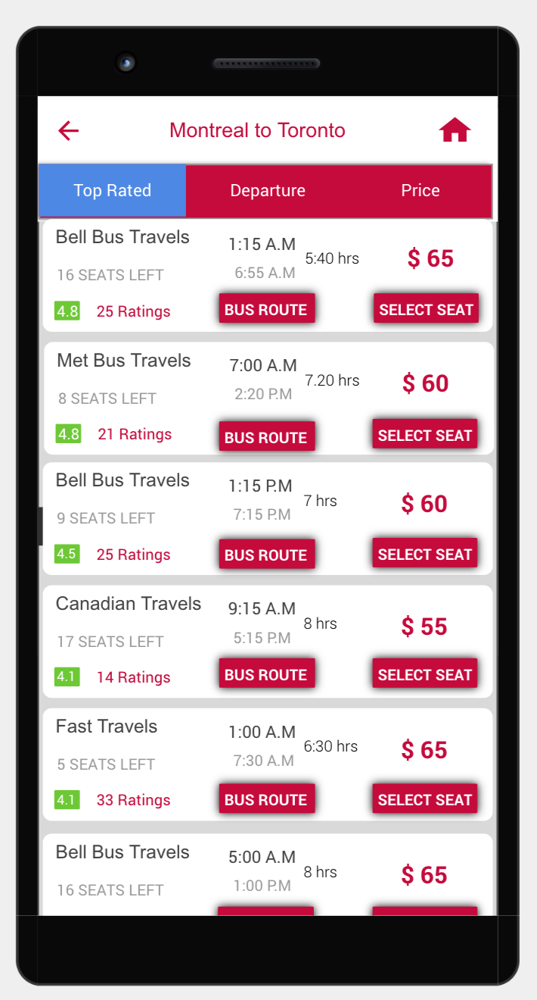 Montreal to Toronto
Top Rated Departure Price
Bell Bus Travels
1:15 A.M
5:40 hrs
$ 65
6:55 A.M
16 SEATS LEFT
4.8 25 Ratings
BUS ROUTE
SELECT SEAT
Met Bus Travels
7:00 A.M
7.20 hrs
$ 60
2:20 P.M
8 SEATS LEFT
4.8 21 Ratings
BUS ROUTE
SELECT SEAT
Bell Bus Travels
1:15 P.M
7 hrs
$ 60
7:15 P.M
9 SEATS LEFT
4.5 25 Ratings
BUS ROUTE
SELECT SEAT
Canadian Travels
9:15 A.M
8 hrs
$ 55
5:15 P.M
17 SEATS LEFT
4.1 14 Ratings
BUS ROUTE
SELECT SEAT
Fast Travels
1:00 A.M
6:30 hrs
$ 65
7:30 A.M
5 SEATS LEFT
4.1 33 Ratings
BUS ROUTE
SELECT SEAT
Bell Bus Travels
5:00 A.M
8 hrs
$ 65
1:00 P.M
16 SEATS LEFT